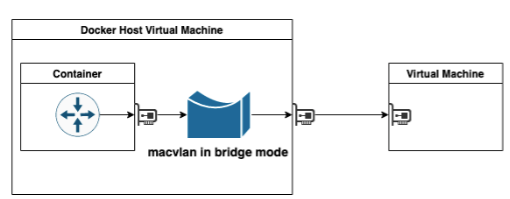 Docker Host Virtual Machine
Container
Virtual Machine
macvlan in bridge mode